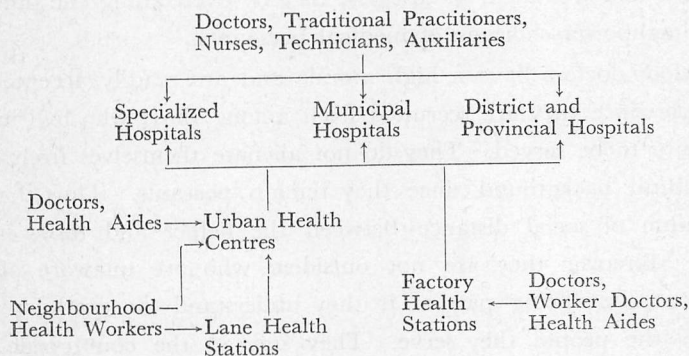 Doctors, Traditional Practitioners,
Nurses, Technicians, Auxiliaries
Specialized
Hospitals
Municipal
Hospitals
District and
Provincial Hospitals
Doctors,
Health Aides
Urban Health
Centres
Neighbourhood
Health Workers
Lane Health
Stations
Factory
Health
Stations
Doctors,
Worker Doctors,
Health Aides